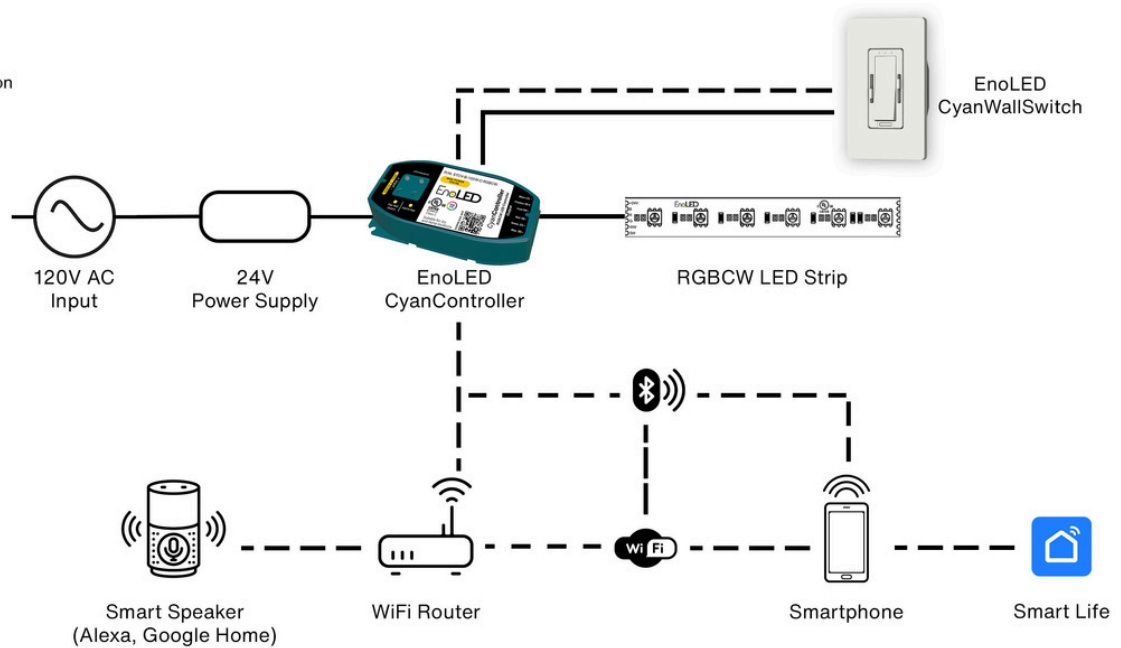 on
EnoLED
CyanWallSwitch
EnoLED
CyanController
EnoLED
120V AC
Input
24V
Power Supply
EnoLED
CyanController
RGBCW LED Strip
Wi Fi
Smart Speaker
(Alexa, Google Home)
WiFi Router
Smartphone
Smart Life